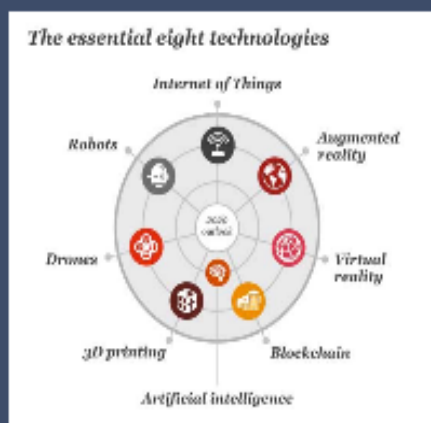 The essential eight technologies
Internet of Things
Robots
Augmented
reality
Drones
Virtual
reality
3D printing
Blockchain
Artificial intelligence